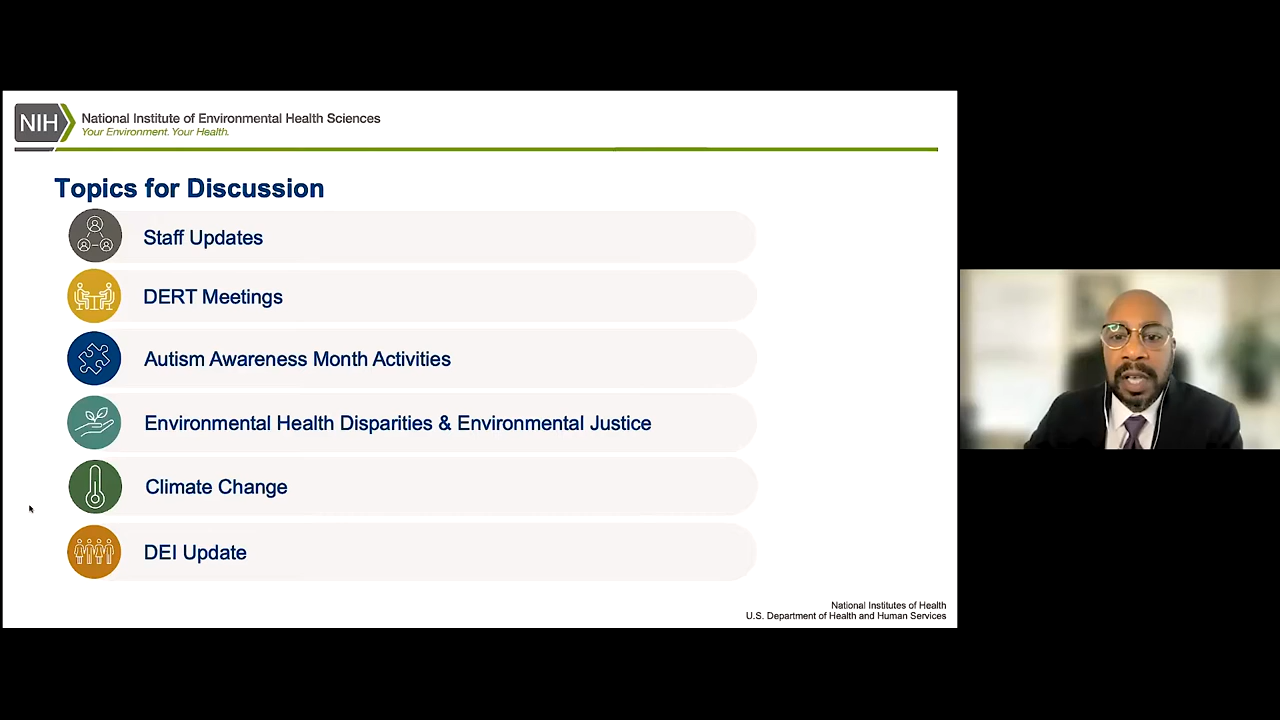 NIH
National Institute of Environmental Health Sciences
Your Environment. Your Health.
Topics for Discussion
Staff Updates
DERT Meetings
Autism Awareness Month Activities
Environmental Health Disparities & Environmental Justice
Climate Change
DEI Update
National Institutes of Health
U.S. Department of Health and Human Services